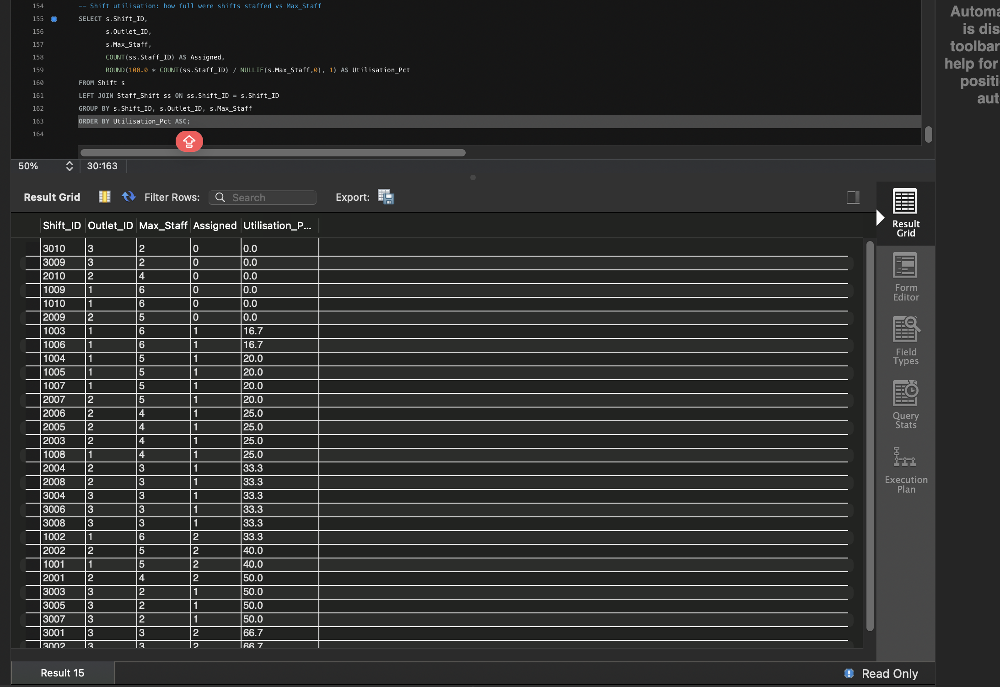 154 -- Shift utilisation: how full were shifts staffed vs Max_Staff
155 SELECT s.Shift_ID,
156 s.Outlet_ID,
157 s.Max_Staff,
158 COUNT(ss.Staff_ID) AS Assigned,
159 ROUND(100.0 * COUNT(ss.Staff_ID) / NULLIF(s.Max_Staff,0), 1) AS Utilisation_Pct
160 FROM Shift s
161 LEFT JOIN Staff_Shift ss ON ss.Shift_ID = s.Shift_ID
162 GROUP BY s.Shift_ID, s.Outlet_ID, s.Max_Staff
163 ORDER BY Utilisation_Pct ASC;
164
50% 30:163
Result Grid Filter Rows: Search Export:
Shift_ID Outlet_ID Max_Staff Assigned Utilisation_P...
3010 3 2 0 0.0
3009 3 2 0 0.0
2010 2 4 0 0.0
1009 1 6 0 0.0
1010 1 6 0 0.0
2009 2 5 0 0.0
1003 1 6 1 16.7
1006 1 6 1 16.7
1004 1 5 1 20.0
1005 1 5 1 20.0
1007 1 5 1 20.0
2007 2 5 1 20.0
2006 2 4 1 25.0
2005 2 4 1 25.0
2003 2 4 1 25.0
1008 1 4 1 25.0
2004 2 3 1 33.3
2008 2 3 1 33.3
3004 3 3 1 33.3
3006 3 3 1 33.3
3008 3 3 1 33.3
1002 1 6 2 33.3
2002 2 5 2 40.0
1001 1 5 2 40.0
2001 2 4 2 50.0
3003 3 2 1 50.0
3005 3 2 1 50.0
3007 3 2 1 50.0
3001 3 3 2 66.7
3002 3 3 2 66.7
Result 15
Read Only
Result
Grid
Form
Editor
Field
Types
Query
Stats
Execution
Plan
Automa
is dis
toolbar
help for
positi
aut